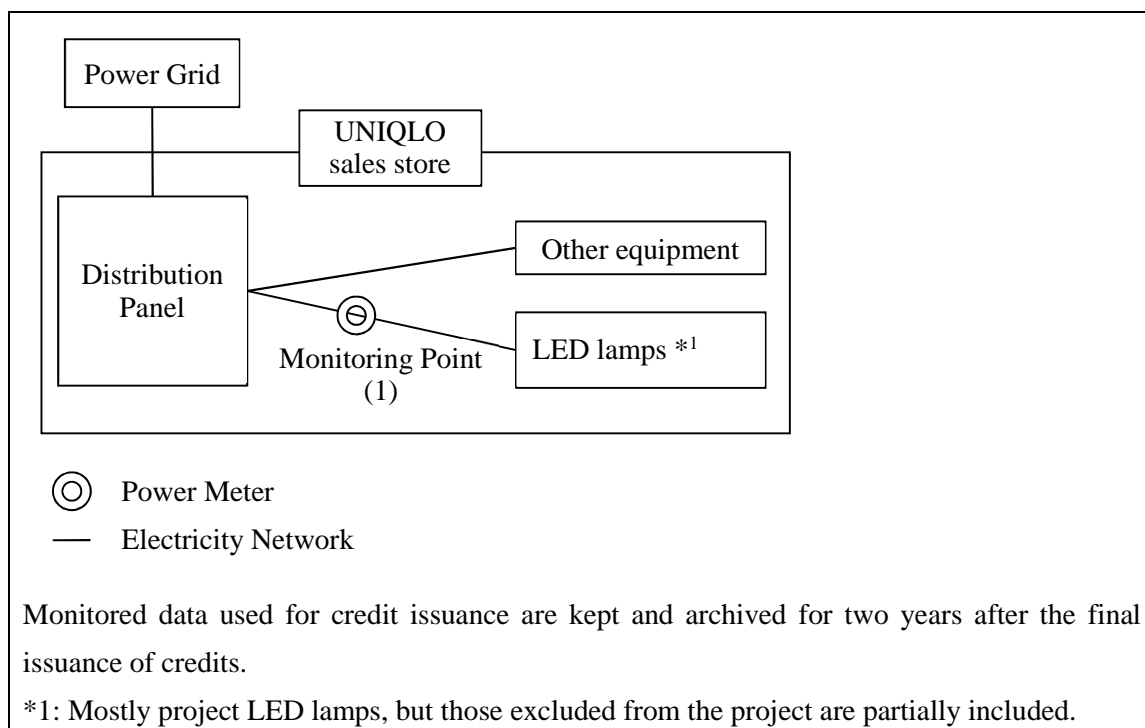 Power Grid
UNIQLO
sales store
Distribution
Panel
Other equipment
LED lamps *1
Monitoring Point
(1)
Power Meter
Electricity Network
Monitored data used for credit issuance are kept and archived for two years after the final
issuance of credits.
*1: Mostly project LED lamps, but those excluded from the project are partially included.